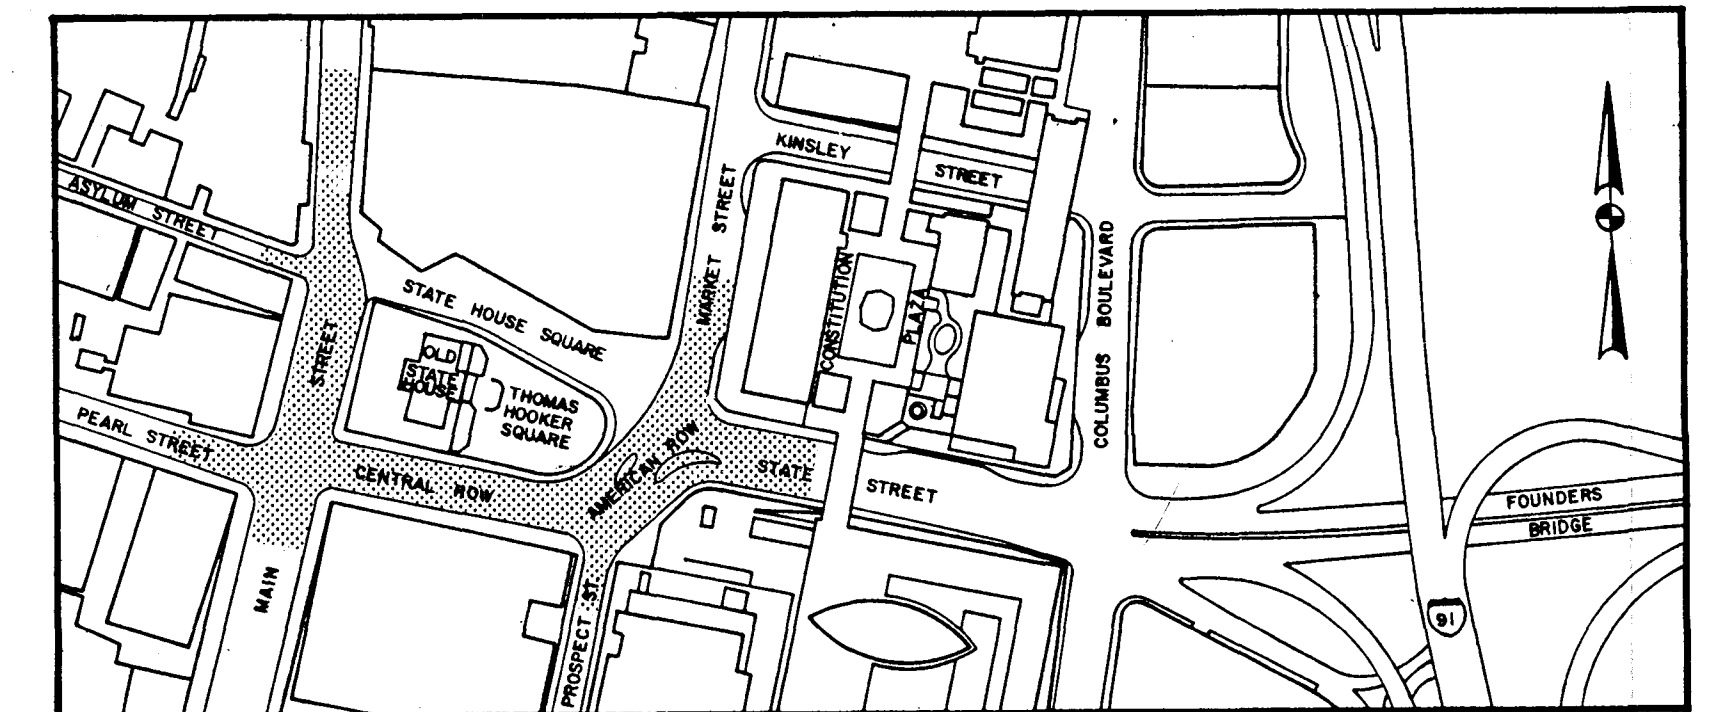 KINSLEY
STREET
ASYLUM STREET
MARKET STREET
STATE HOUSE SQUARE
CONSTITUTION
PLAZA
COLUMBUS BOULEVARD
STREET
OLD
STATE
HOUSE
THOMAS
HOOKER
SQUARE
PEARL STREET
CENTRAL ROW
AMERICAN ROW
STATE
STREET
FOUNDERS
BRIDGE
MAIN
PROSPECT ST.
91